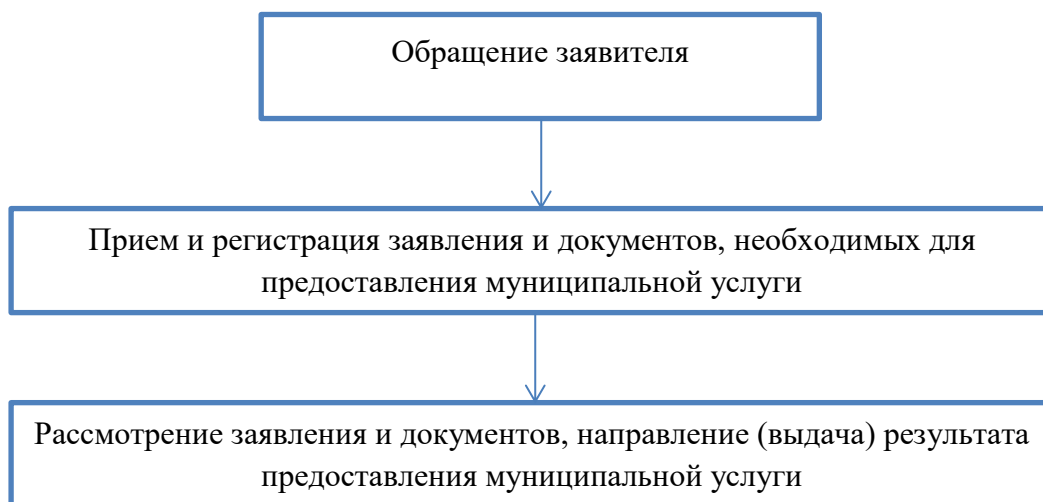 Обращение заявителя
Прием и регистрация заявления и документов, необходимых для
предоставления муниципальной услуги
Рассмотрение заявления и документов, направление (выдача) результата
предоставления муниципальной услуги